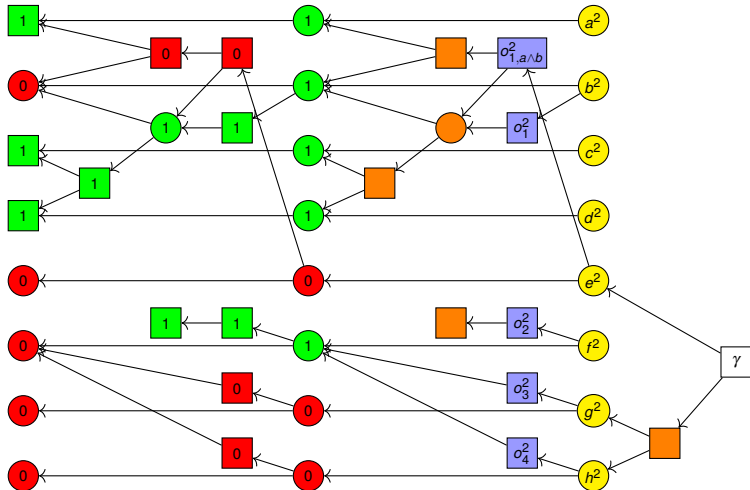 1 1 a²
0 0 o²₁,a∧b
0 1 b²
1 1 o²₁
1 1 c²
1
1 1 d²
0 0 e²
1 1 o²₂
0 1 f²
γ
0 o²₃
0 0 g²
0 o²₄
0 0 h²